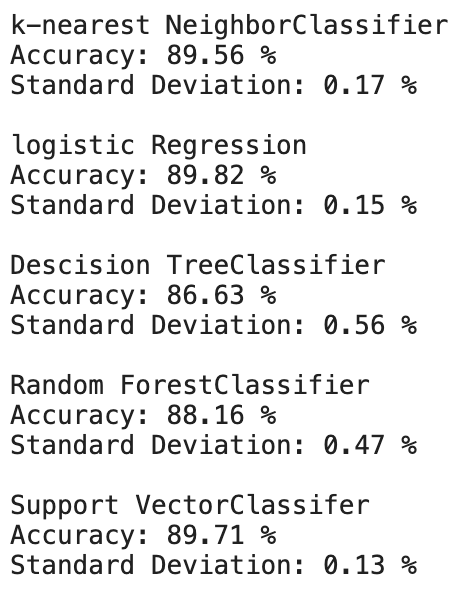 k-nearest NeighborClassifier
Accuracy: 89.56 %
Standard Deviation: 0.17 %
logistic Regression
Accuracy: 89.82 %
Standard Deviation: 0.15 %
Descision TreeClassifier
Accuracy: 86.63 %
Standard Deviation: 0.56 %
Random ForestClassifier
Accuracy: 88.16 %
Standard Deviation: 0.47 %
Support VectorClassifer
Accuracy: 89.71 %
Standard Deviation: 0.13 %